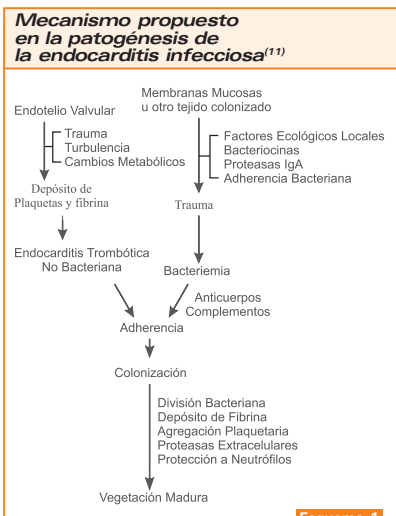 Mecanismo propuesto
en la patogénesis de
la endocarditis infecciosa(11)
Membranas Mucosas
u otro tejido colonizado
Endotelio Valvular
Trauma
Turbulencia
Cambios Metabólicos
Factores Ecológicos Locales
Bacteriocinas
Proteasas IgA
Adherencia Bacteriana
Depósito de
Plaquetas y fibrina
Trauma
Endocarditis Trombótica
No Bacteriana
Bacteriemia
Anticuerpos
Complementos
Adherencia
Colonización
División Bacteriana
Depósito de Fibrina
Agregación Plaquetaria
Proteasas Extracelulares
Protección a Neutrófilos
Vegetación Madura
Esquema 1